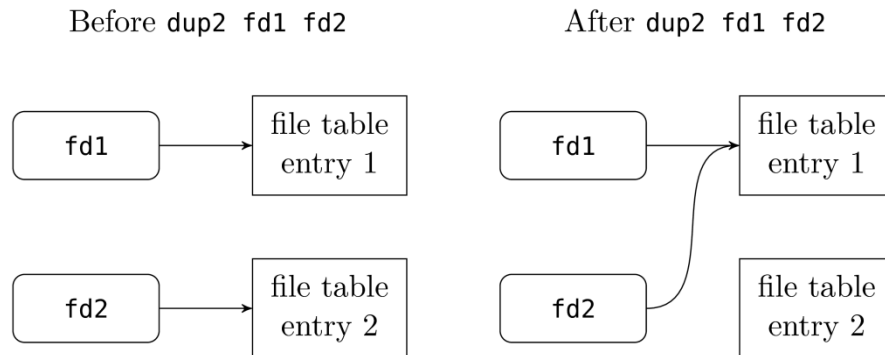 Before dup2 fd1 fd2
After dup2 fd1 fd2
fd1
file table
entry 1
fd1
file table
entry 1
fd2
file table
entry 2
fd2
file table
entry 2